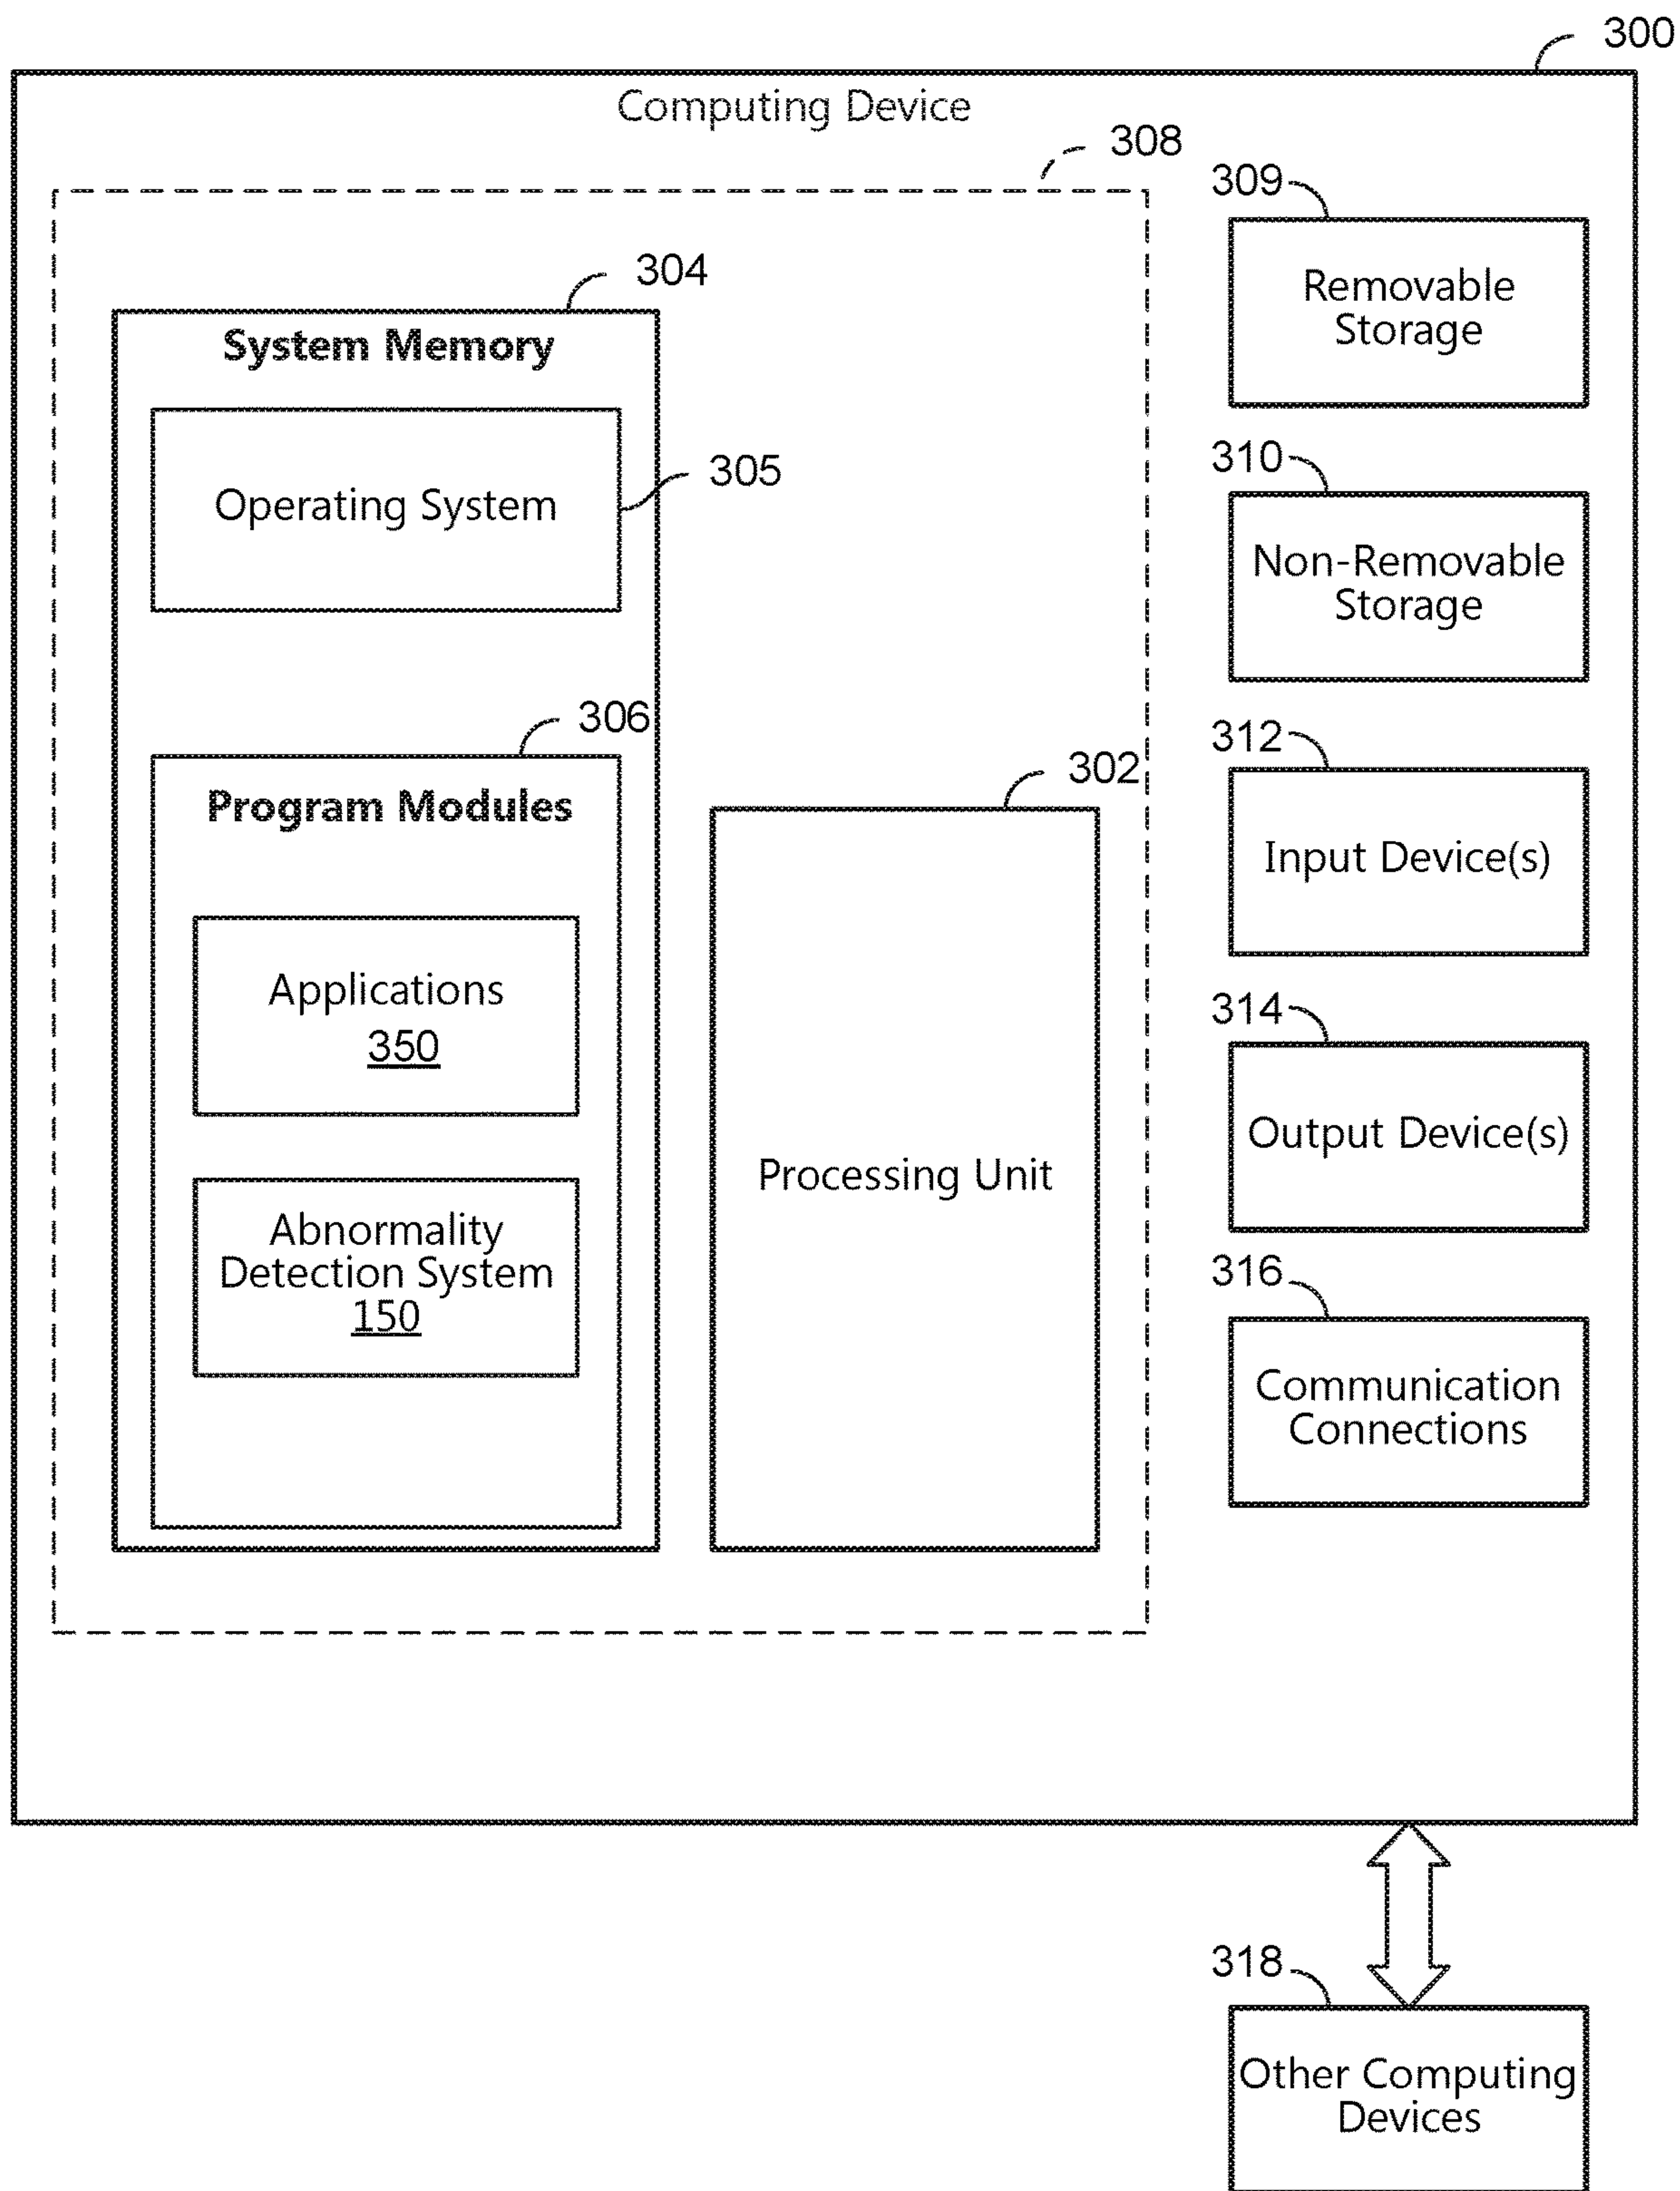 300
Computing Device
308
309
Removable
Storage
304
System Memory
Operating System
305
310
Non-Removable
Storage
306
Program Modules
302
312
Input Device(s)
Applications
350
Processing Unit
314
Output Device(s)
Abnormality
Detection System
150
316
Communication
Connections
318
Other Computing
Devices